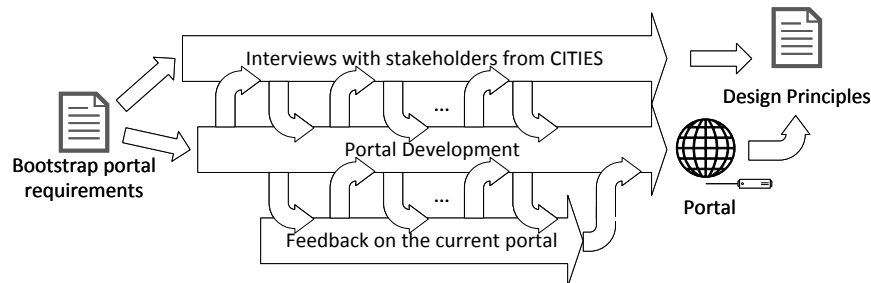 Interviews with stakeholders from CITIES
...
Design Principles
Portal Development
Bootstrap portal
requirements
...
Portal
Feedback on the current portal